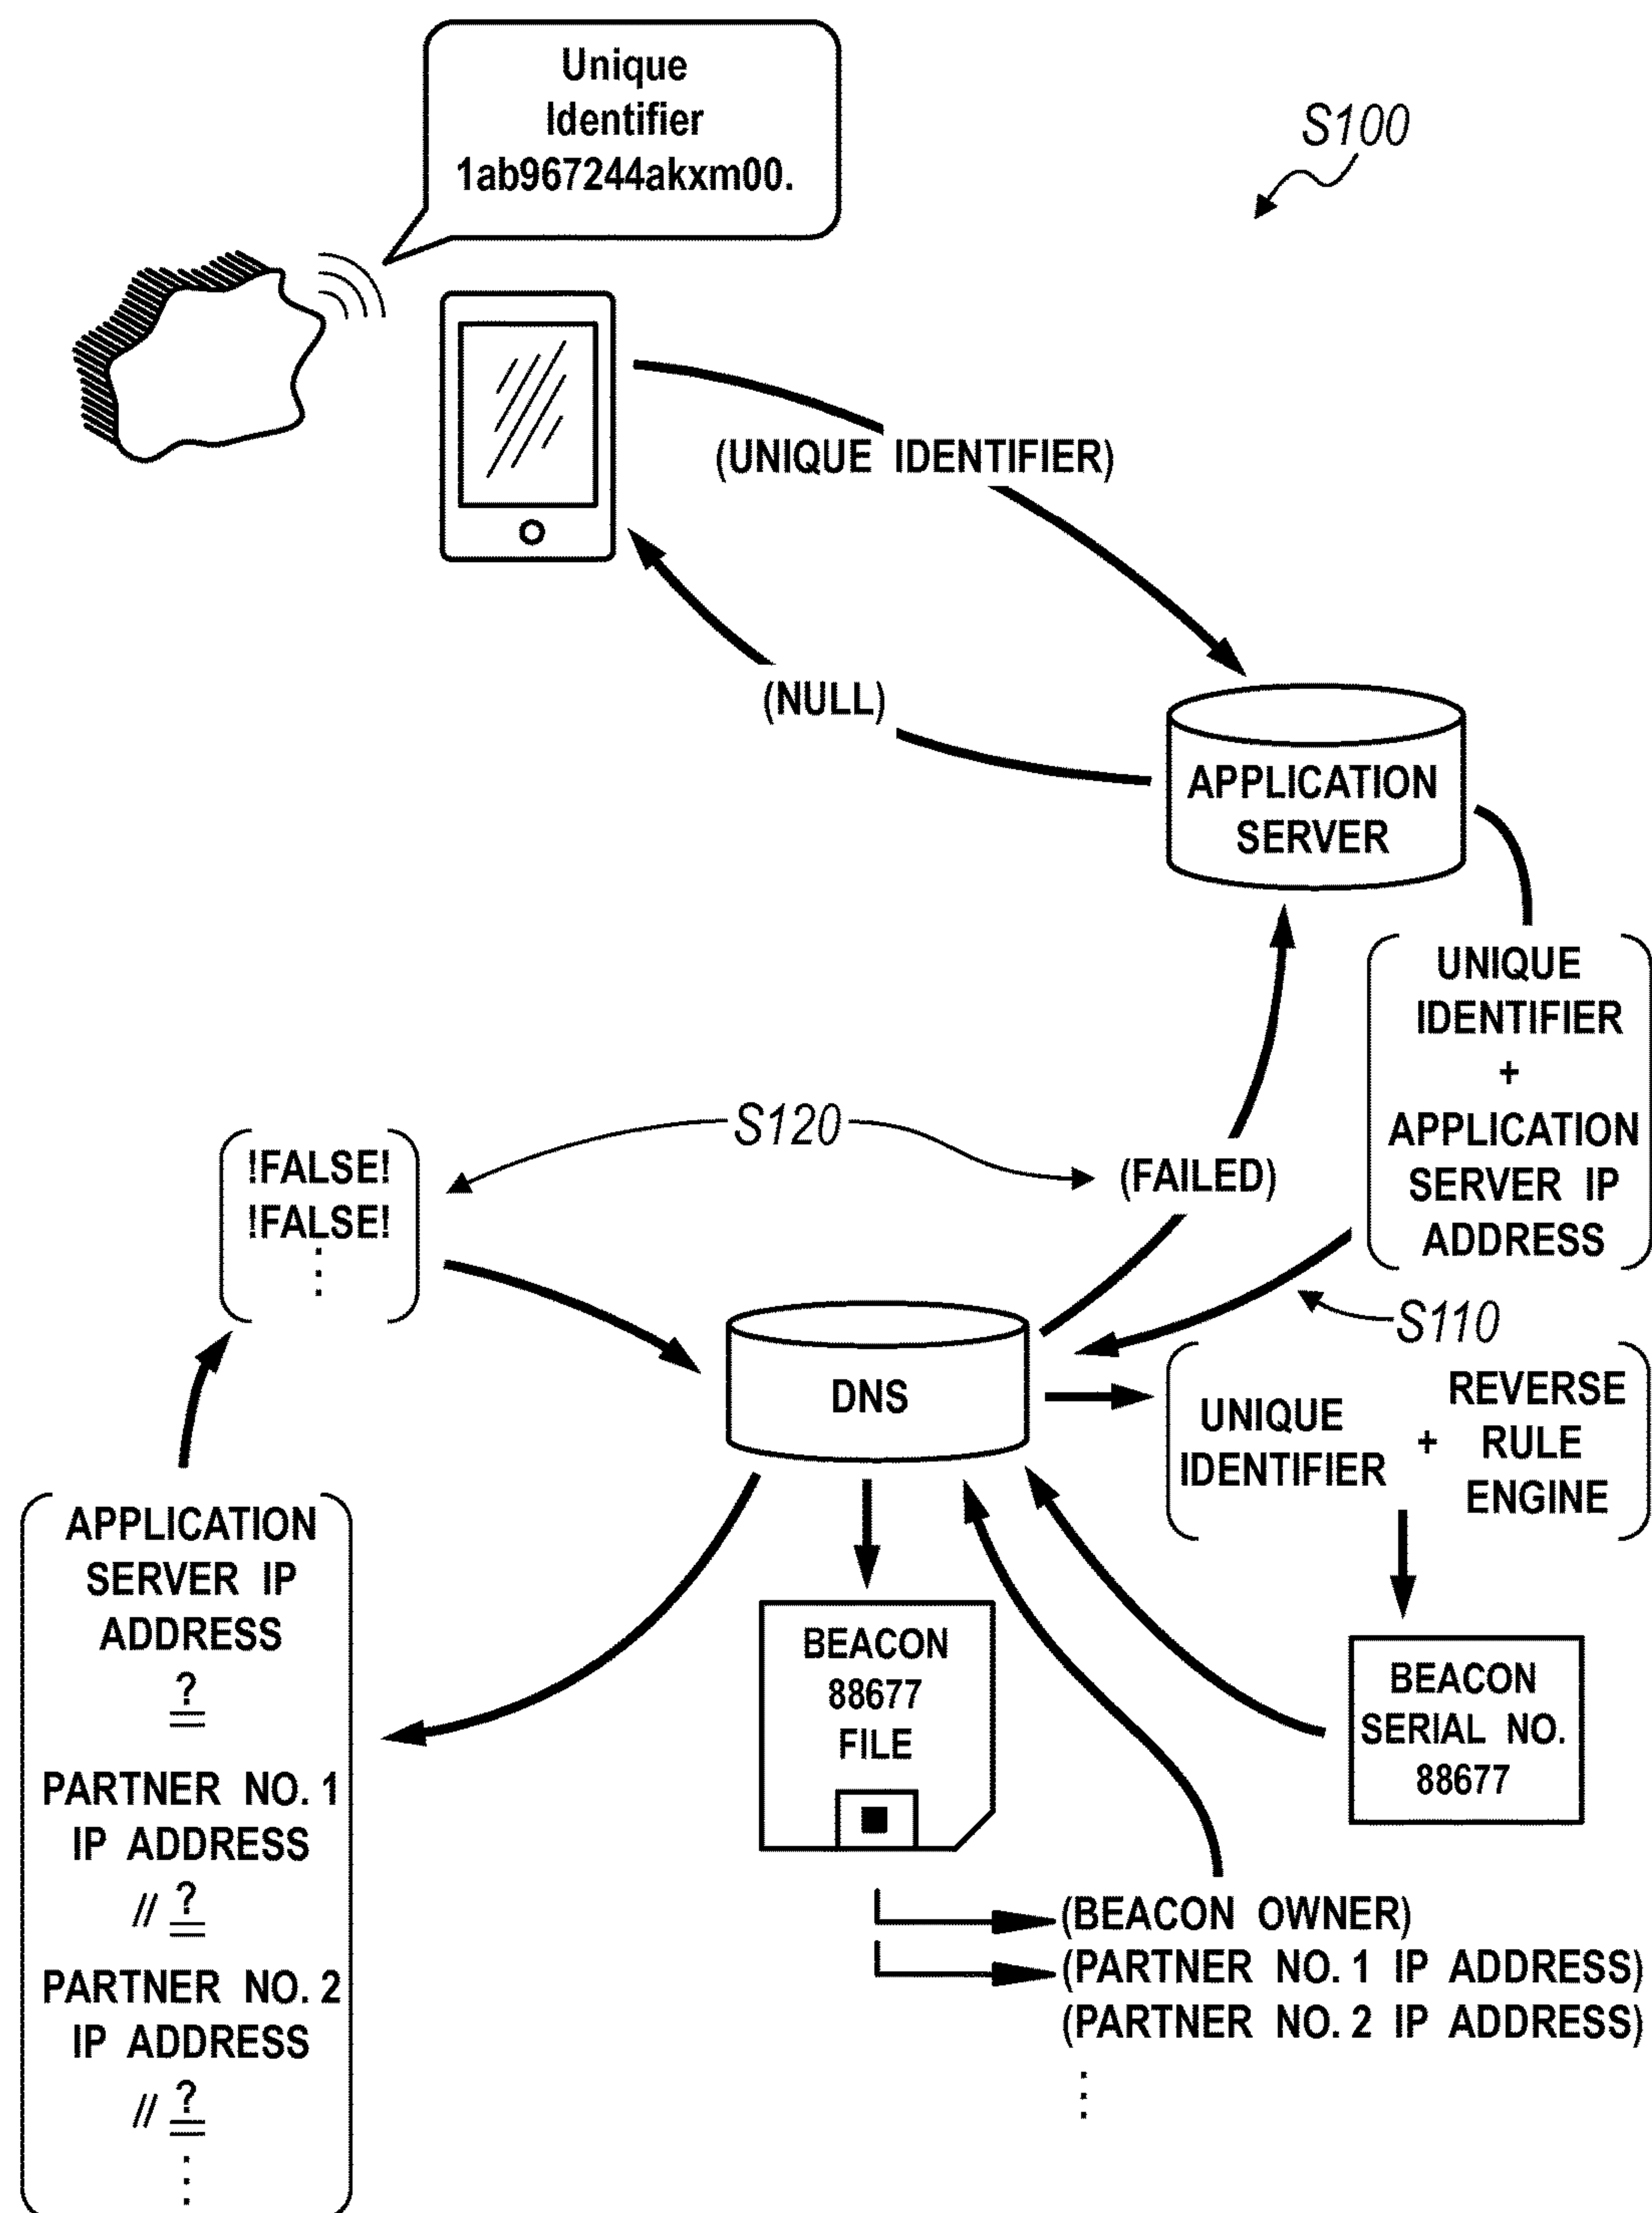 Unique
Identifier
1ab967244akxm00.
S100
(UNIQUE IDENTIFIER)
(NULL)
APPLICATION
SERVER
UNIQUE
IDENTIFIER
+
APPLICATION
SERVER IP
ADDRESS
S120
!FALSE!
!FALSE!
⋮
(FAILED)
S110
DNS
UNIQUE
IDENTIFIER
+
REVERSE
RULE
ENGINE
APPLICATION
SERVER IP
ADDRESS
?
=
PARTNER NO. 1
IP ADDRESS
// ?
=
PARTNER NO. 2
IP ADDRESS
// ?
=
⋮
BEACON
88677
FILE
BEACON
SERIAL NO.
88677
(BEACON OWNER)
(PARTNER NO. 1 IP ADDRESS)
(PARTNER NO. 2 IP ADDRESS)
⋮